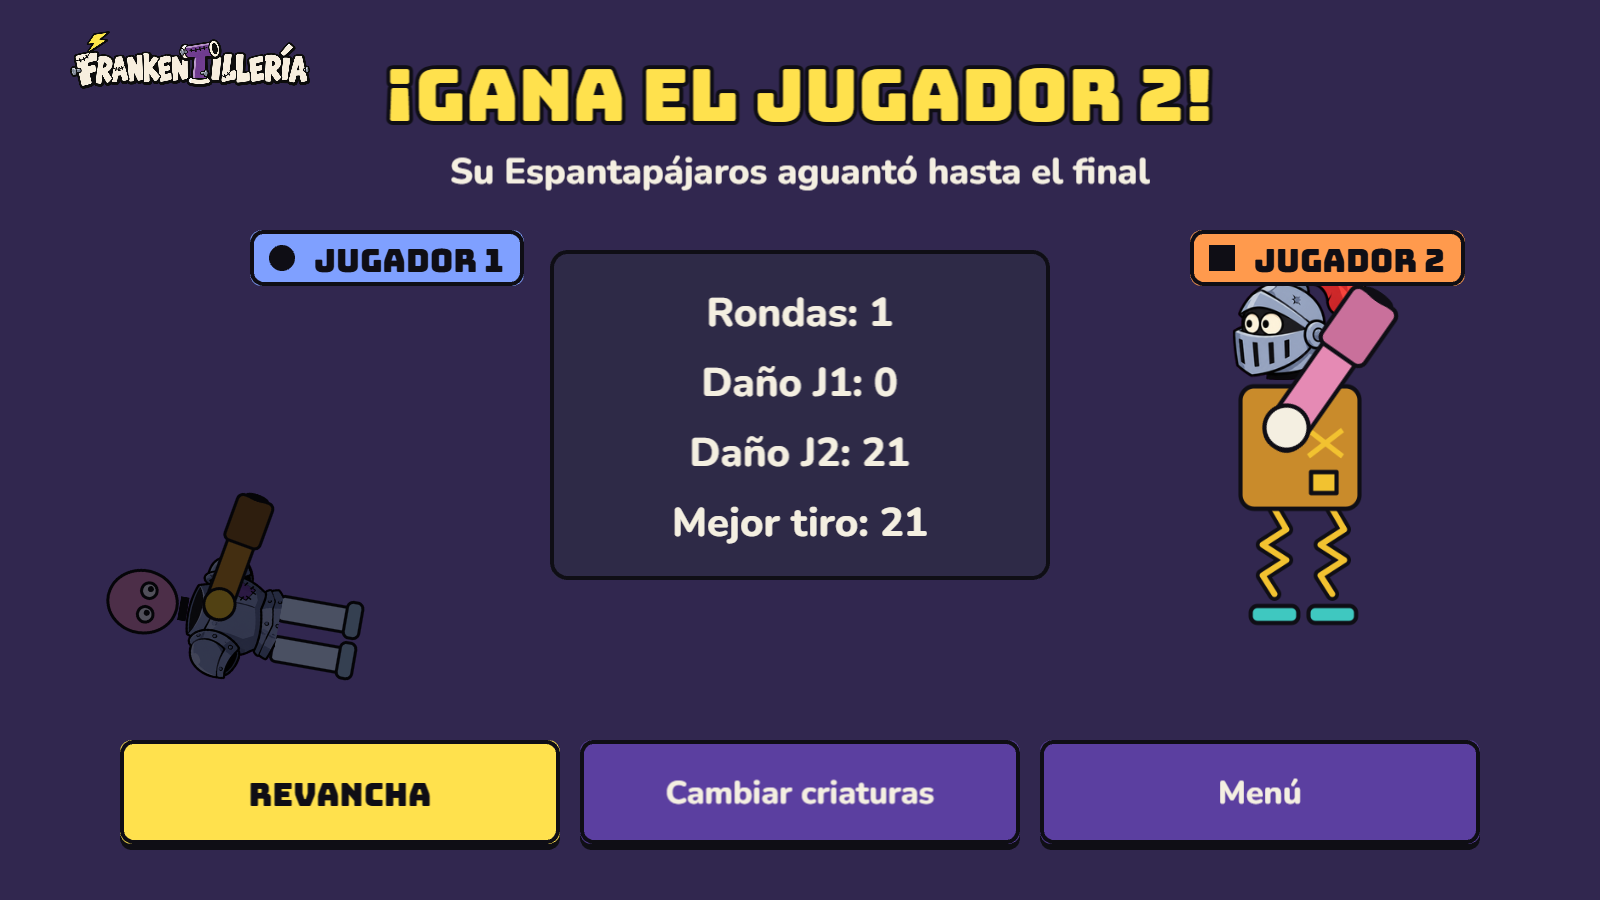 FRANKENTILLERÍA
¡GANA EL JUGADOR 2!
Su Espantapájaros aguantó hasta el final
JUGADOR 1
JUGADOR 2
Rondas: 1
Daño J1: 0
Daño J2: 21
Mejor tiro: 21
REVANCHA
Cambiar criaturas
Menú